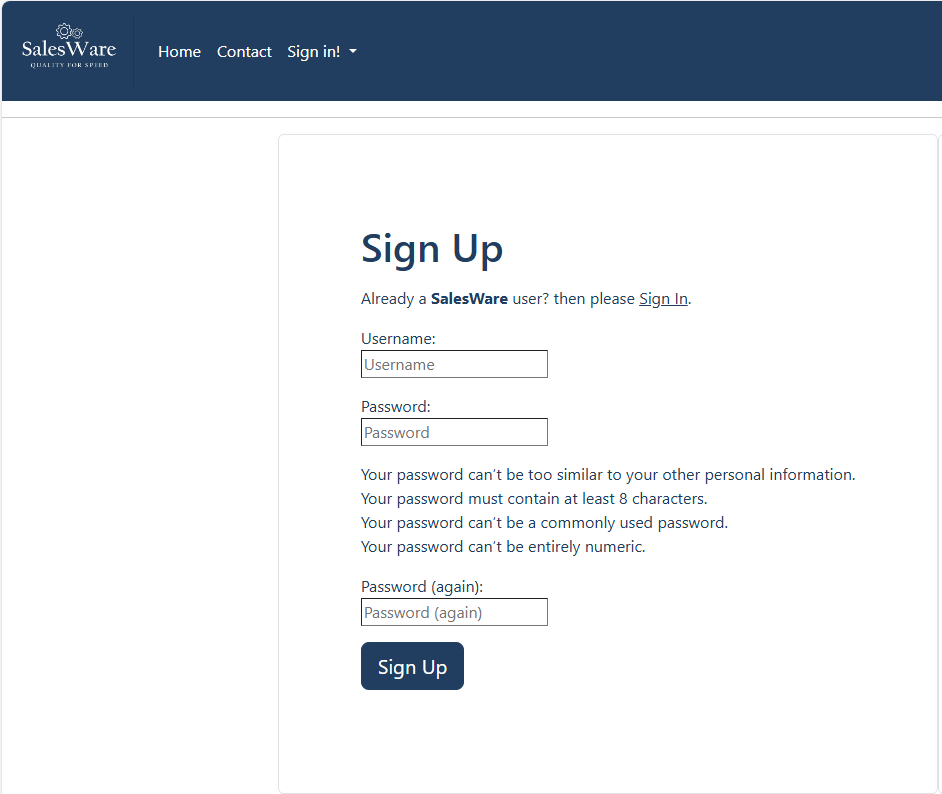 SalesWare
QUALITY FOR SPEED
Home Contact Sign in!
Sign Up
Already a SalesWare user? then please Sign In.
Username:
Username
Password:
Password
Your password can’t be too similar to your other personal information.
Your password must contain at least 8 characters.
Your password can’t be a commonly used password.
Your password can’t be entirely numeric.
Password (again):
Password (again)
Sign Up